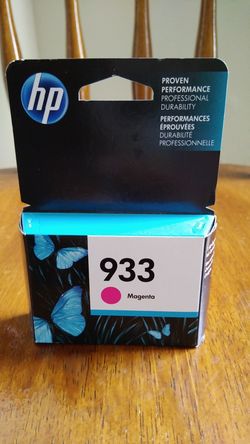 hp
PROVEN
PERFORMANCE
PROFESSIONAL
DURABILITY
PERFORMANCES
ÉPROUVÉES
DURABILITÉ
PROFESSIONNELLE
933
Magenta